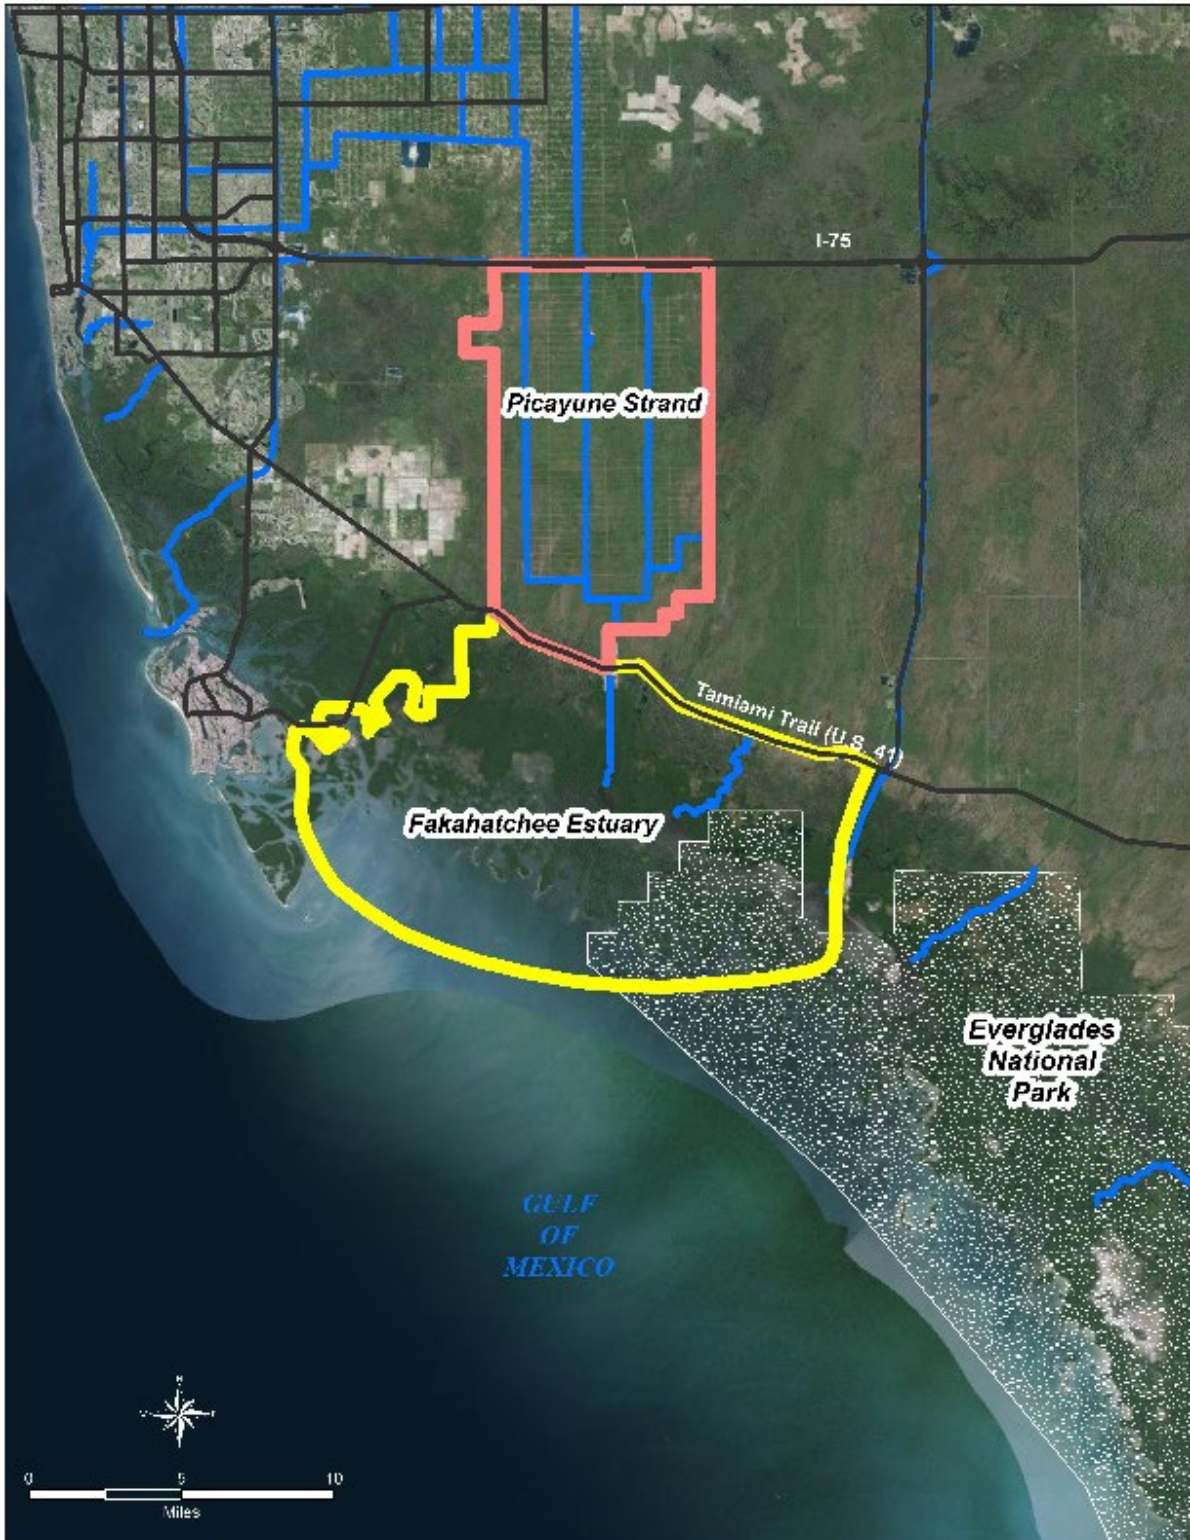 I-75
Picayune Strand
Tamiami Trail (U.S. 41)
Fakahatchee Estuary
Everglades
National
Park
GULF
OF
MEXICO
N
0 5 10
Miles